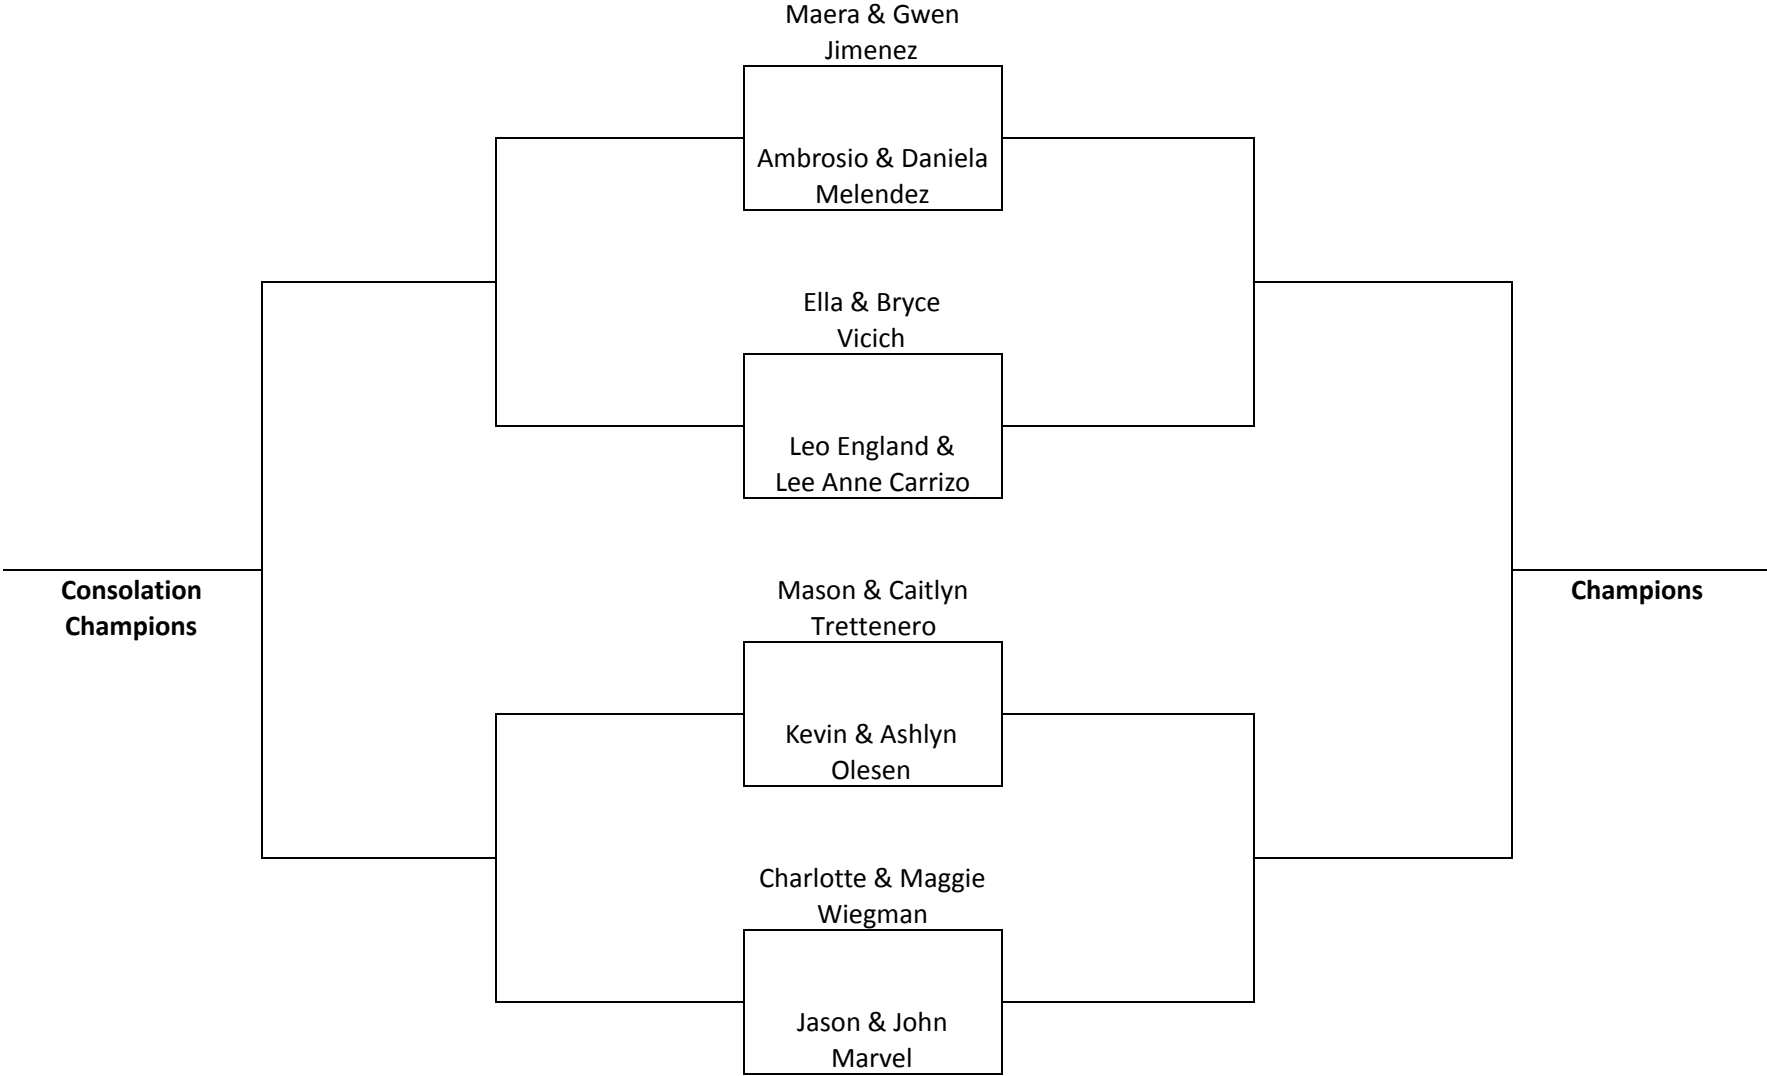 Maera & Gwen
Jimenez
Ambrosio & Daniela
Melendez
Ella & Bryce
Vicich
Leo England &
Lee Anne Carrizo
Consolation
Champions
Mason & Caitlyn
Trettenero
Champions
Kevin & Ashlyn
Olesen
Charlotte & Maggie
Wiegman
Jason & John
Marvel